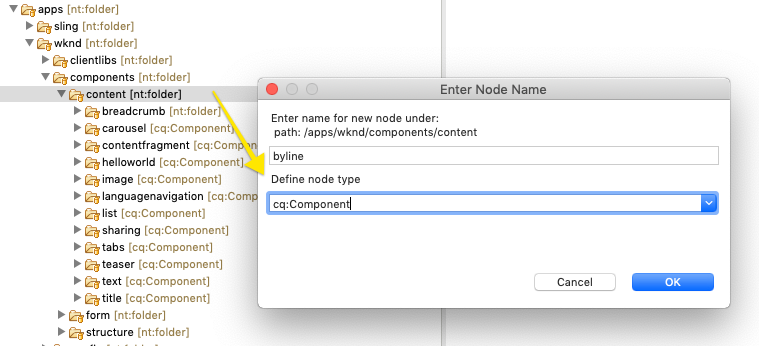 apps [nt:folder]
sling [nt:folder]
wknd [nt:folder]
clientlibs [nt:folder]
components [nt:folder]
content [nt:folder]
breadcrumb [nt:folder]
carousel [cq:Component]
contentfragment [cq:Compone
helloworld [cq:Component]
image [cq:Component]
languagenavigation [cq:Comp
list [cq:Component]
sharing [cq:Component]
tabs [cq:Component]
teaser [cq:Component]
text [cq:Component]
title [cq:Component]
form [nt:folder]
structure [nt:folder]
Enter Node Name
Enter name for new node under:
path: /apps/wknd/components/content
byline
Define node type
cq:Component
Cancel
OK